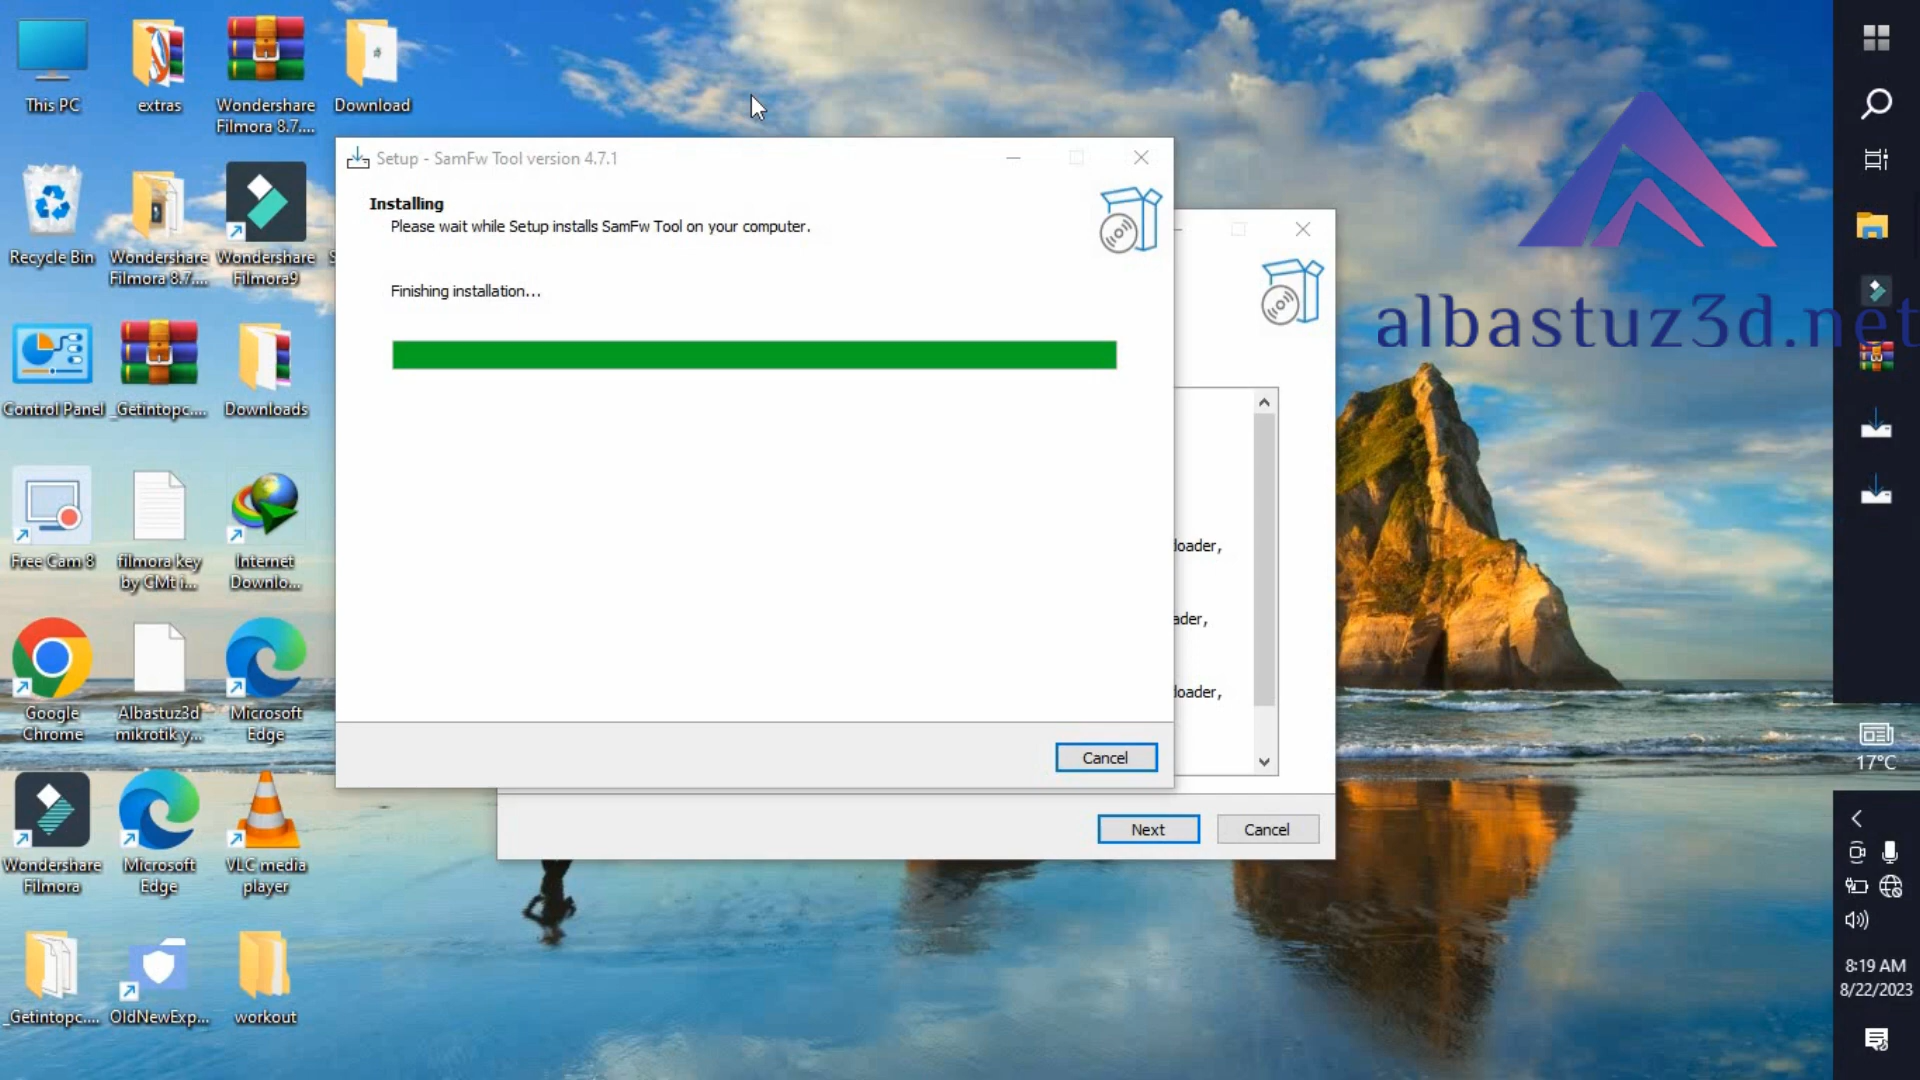 This PC
extras
Wondershare
Filmora 8.7....
Download
Recycle Bin
Wondershare
Filmora 8.7....
Wondershare
Filmora9
S
Control Panel
_Getintopc....
Downloads
Free Cam 8
filmora key
by GMt i...
Internet
Downlo...
Google
Chrome
Albastuz3d
mikrotik y...
Microsoft
Edge
Wondershare
Filmora
Microsoft
Edge
VLC media
player
_Getintopc....
OldNewExp...
workout
Setup - SamFw Tool version 4.7.1
Installing
Please wait while Setup installs SamFw Tool on your computer.
Finishing installation...
Cancel
loader,
ader,
loader,
Next
Cancel
albastuz3d.net
17°C
8:19 AM
8/22/2023